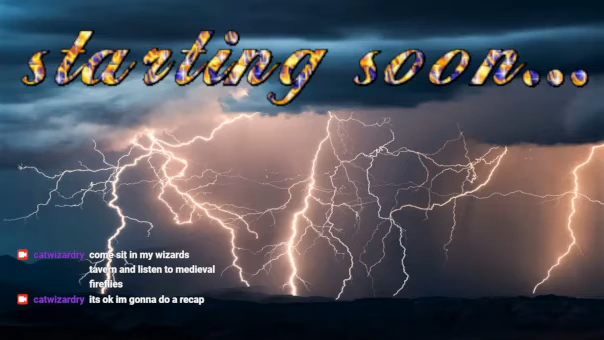 starting soon...
catwizardry come sit in my wizards
tavern and listen to medieval
fireflies
catwizardry its ok im gonna do a recap